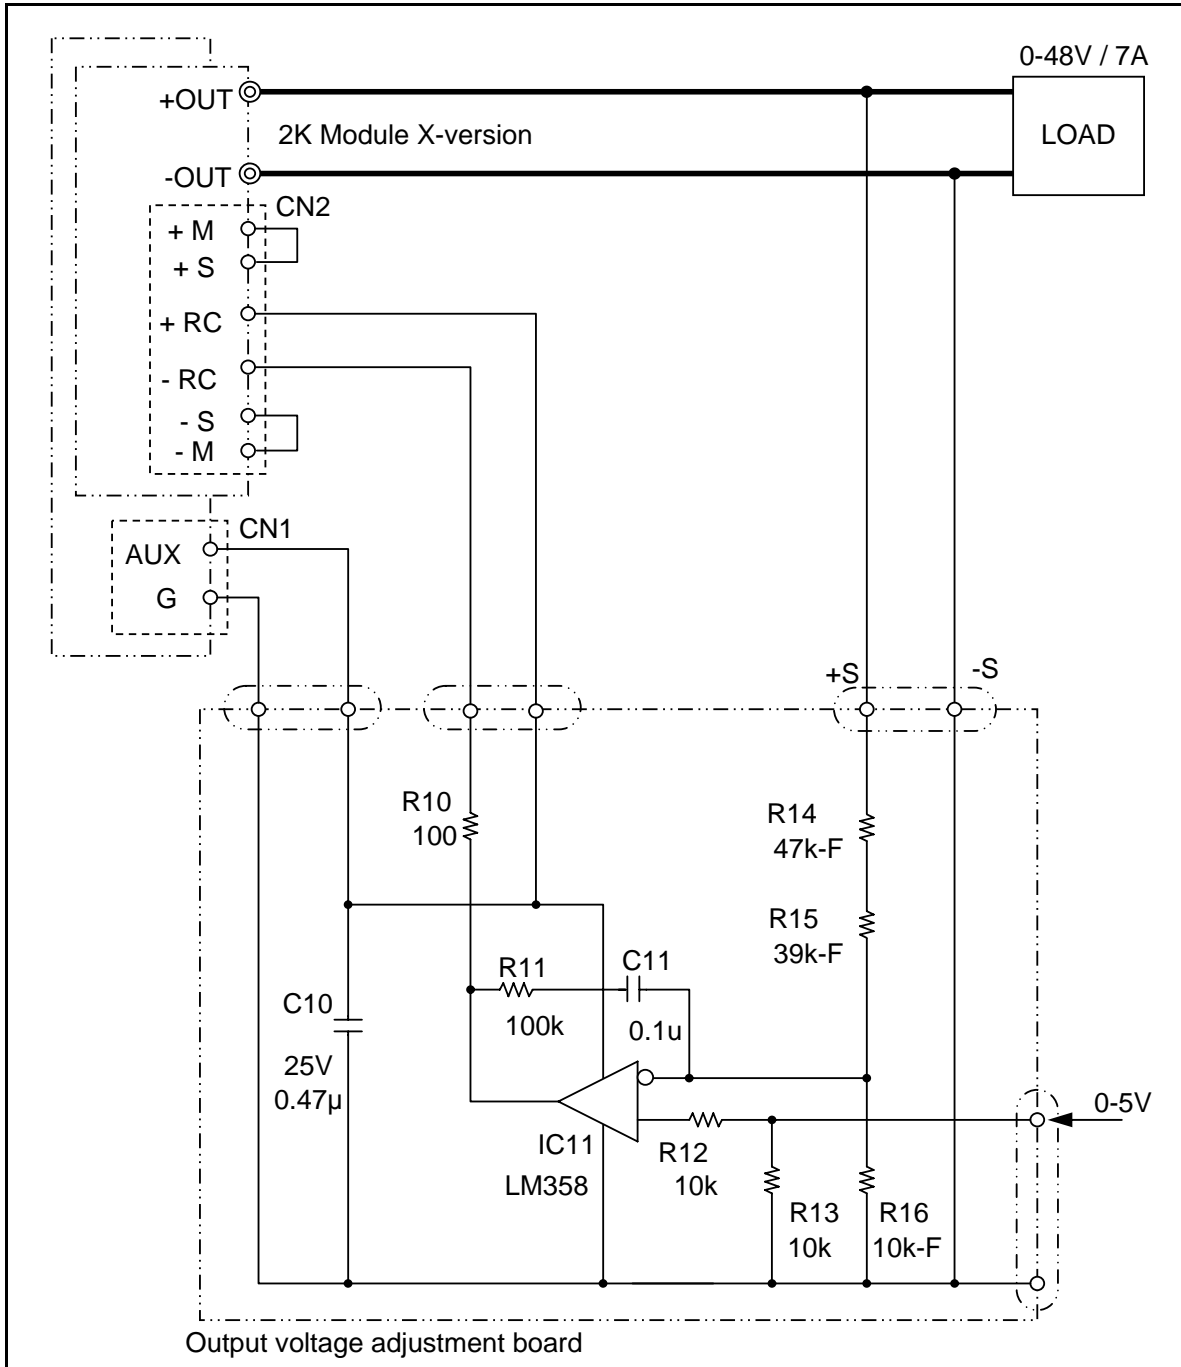 0-48V / 7A
+OUT
LOAD
2K Module X-version
-OUT
CN2
+ M
+ S
+ RC
- RC
- S
- M
CN1
AUX
G
+S
-S
R10
100
R14
47k-F
R15
39k-F
R11
C11
100k
0.1u
C10
25V
0.47µ
0-5V
IC11
LM358
R12
10k
R13
10k
R16
10k-F
Output voltage adjustment board